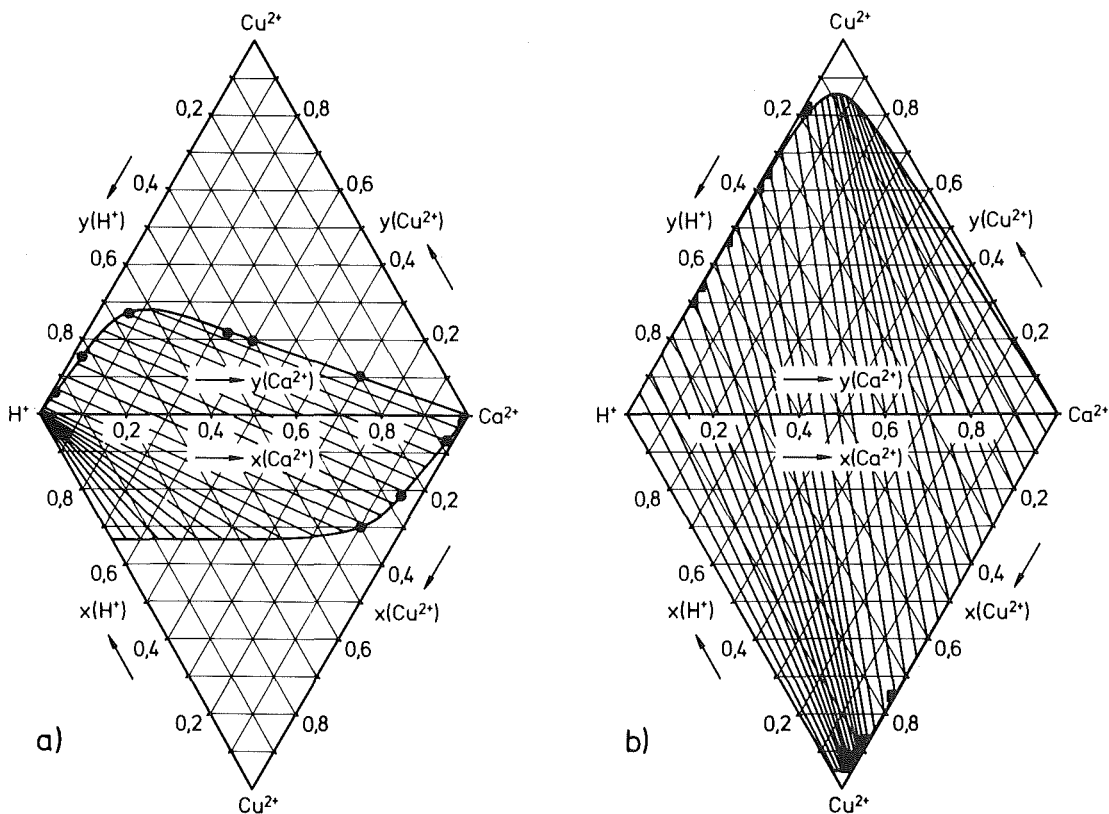 Cu²⁺
0,2 0,8
0,4 0,6
y(H⁺) y(Cu²⁺)
0,6 0,4
0,8 0,2
→ y(Ca²⁺)
H⁺ Ca²⁺
0,2 0,4 0,6 0,8
→ x(Ca²⁺)
0,8 0,2
0,6 0,4
x(H⁺) x(Cu²⁺)
0,4 0,6
0,2 0,8
a)
Cu²⁺
Cu²⁺
0,2 0,8
0,4 0,6
y(H⁺) y(Cu²⁺)
0,6 0,4
0,8 0,2
→ y(Ca²⁺)
H⁺ Ca²⁺
0,2 0,4 0,6 0,8
→ x(Ca²⁺)
0,8 0,2
0,6 0,4
x(H⁺) x(Cu²⁺)
0,4 0,6
0,2 0,8
b)
Cu²⁺